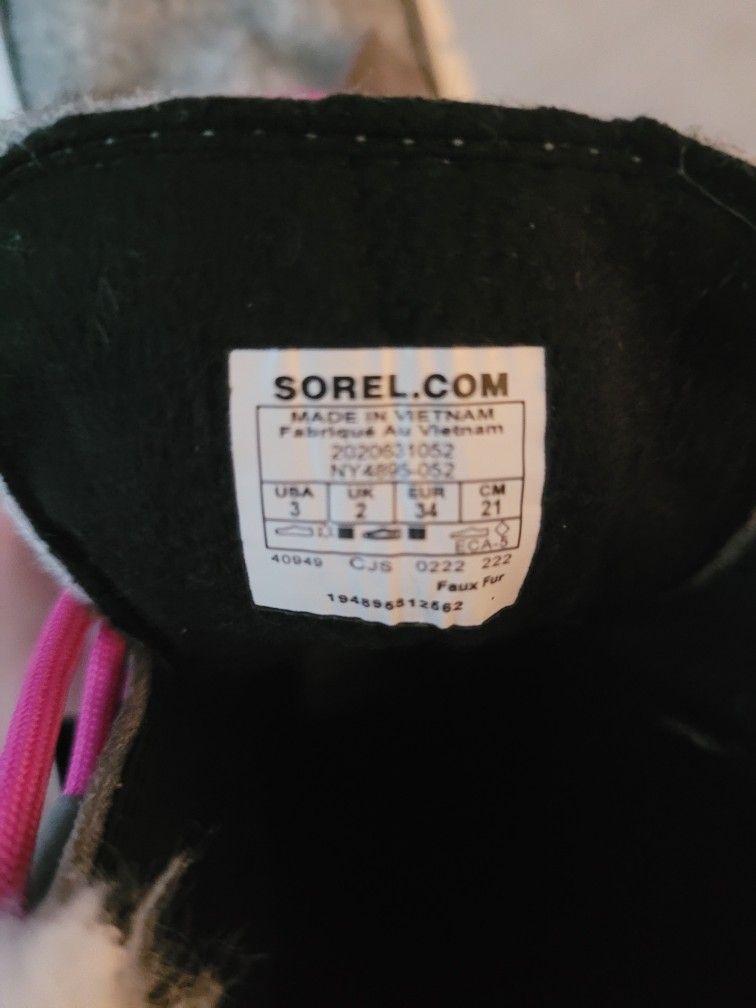 SOREL.COM
MADE IN VIETNAM
Fabriqué Au Vietnam
2020631052
NY4895-052
USA UK EUR CM
3 2 34 21
ECA-5
40949 CJS 0222 222
Faux Fur
194895812562